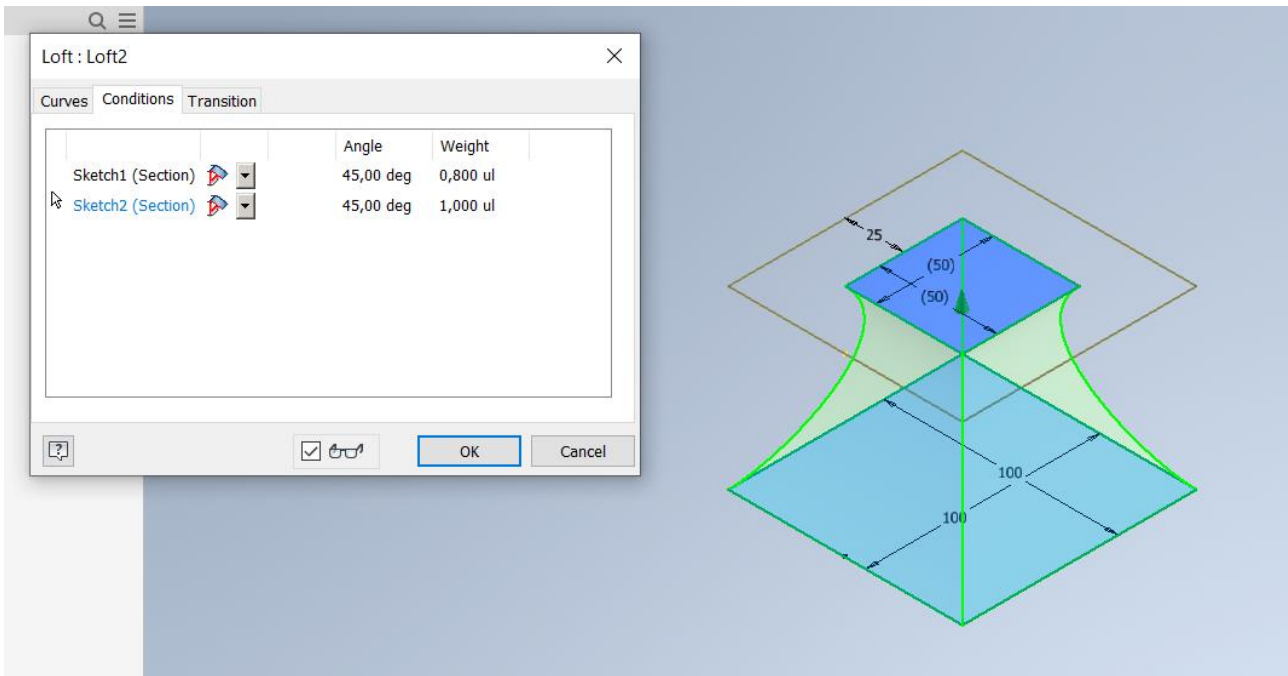 Loft : Loft2
Curves Conditions Transition
Angle Weight
Sketch1 (Section) 45,00 deg 0,800 ul
Sketch2 (Section) 45,00 deg 1,000 ul
?
OK Cancel
25
(50)
(50)
100
100